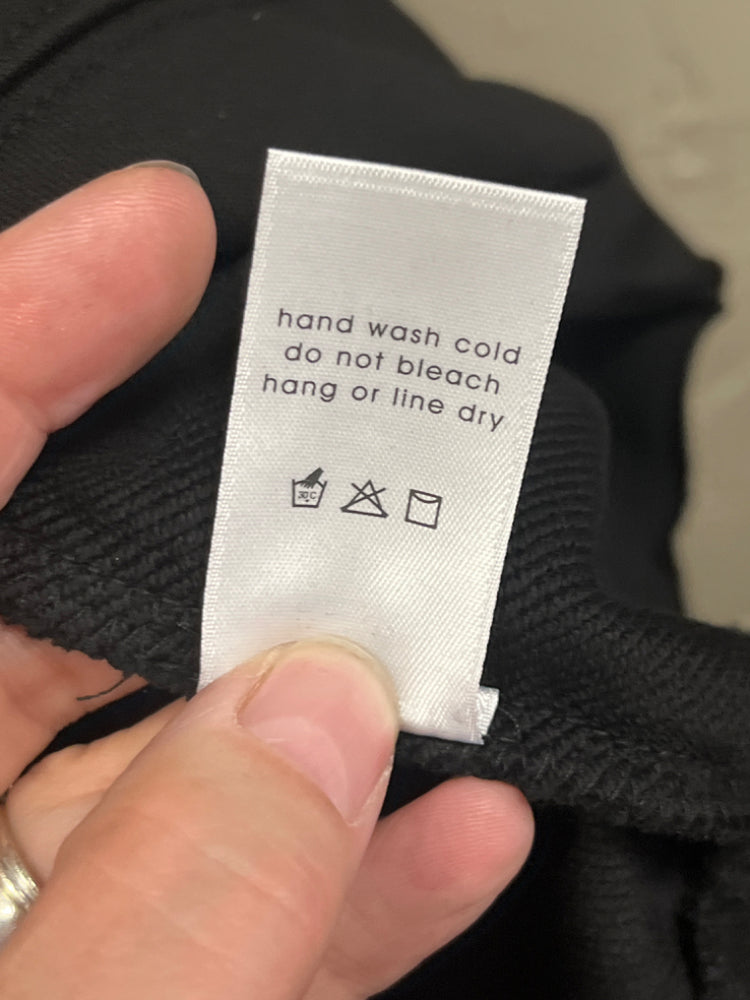 hand wash cold
do not bleach
hang or line dry
30°C